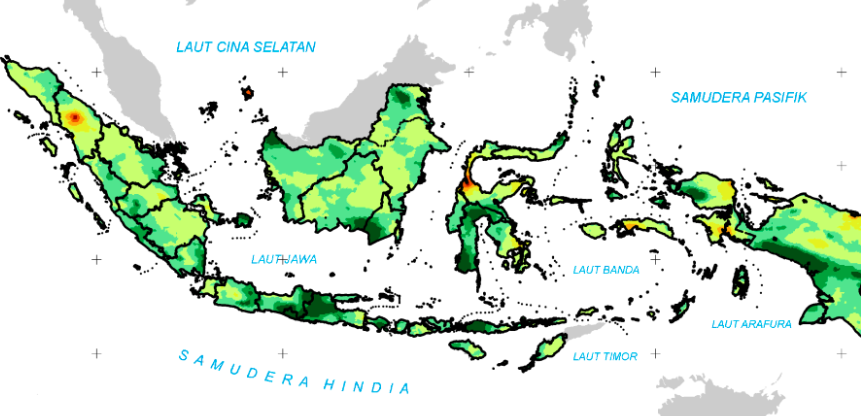 LAUT CINA SELATAN
SAMUDERA PASIFIK
LAUT JAWA
LAUT BANDA
LAUT ARAFURA
LAUT TIMOR
SAMUDERA HINDIA